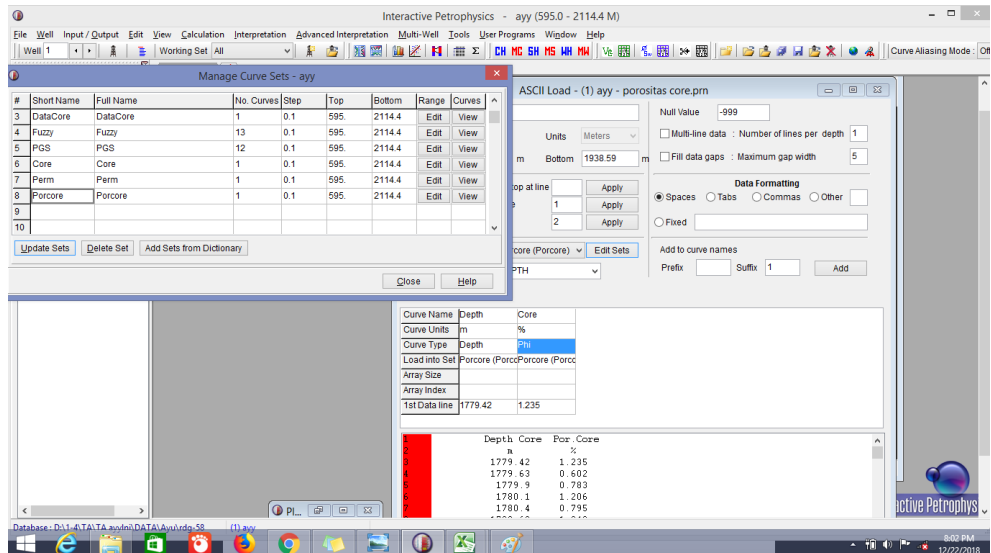 Interactive Petrophysics - ayy (595.0 - 2114.4 M)
File Well Input / Output Edit View Calculation Interpretation Advanced Interpretation Multi-Well Tools User Programs Window Help
Well 1 Working Set All CH MC SH MS WH MW Curve Aliasing Mode : Off
Manage Curve Sets - ayy
# Short Name Full Name No. Curves Step Top Bottom Range Curves
3 DataCore DataCore 1 0.1 595. 2114.4 Edit View
4 Fuzzy Fuzzy 13 0.1 595. 2114.4 Edit View
5 PGS PGS 12 0.1 595. 2114.4 Edit View
6 Core Core 1 0.1 595. 2114.4 Edit View
7 Perm Perm 1 0.1 595. 2114.4 Edit View
8 Porcore Porcore 1 0.1 595. 2114.4 Edit View
9
10
Update Sets Delete Set Add Sets from Dictionary
Close Help
ASCII Load - (1) ayy - porositas core.prn
Null Value -999
Units Meters
Multi-line data : Number of lines per depth 1
m Bottom 1938.59 m
Fill data gaps : Maximum gap width 5
top at line Apply
1 Apply
2 Apply
Data Formatting
Spaces Tabs Commas Other
Fixed
core (Porcore) Edit Sets
PTH
Add to curve names
Prefix Suffix 1 Add
Curve Name Depth Core
Curve Units m %
Curve Type Depth Phi
Load into Set Porcore (Porcc Porcore (Porcc
Array Size
Array Index
1st Data line 1779.42 1.235
1 Depth Core Por.Core
2 m %
3 1779.42 1.235
4 1779.63 0.602
5 1779.9 0.783
6 1780.1 1.206
7 1780.4 0.795
Pl...
active Petrophys
Database : D:\1-4\TA\TA ayyIni\DATA\Ayu\rdg-58 (1) ayy
8:02 PM
12/22/2018